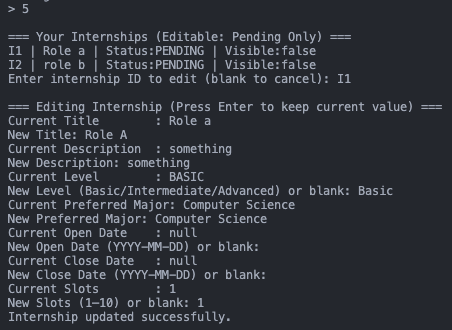 > 5
=== Your Internships (Editable: Pending Only) ===
I1 | Role a | Status:PENDING | Visible:false
I2 | role b | Status:PENDING | Visible:false
Enter internship ID to edit (blank to cancel): I1
=== Editing Internship (Press Enter to keep current value) ===
Current Title        : Role a
New Title: Role A
Current Description  : something
New Description: something
Current Level        : BASIC
New Level (Basic/Intermediate/Advanced) or blank: Basic
Current Preferred Major: Computer Science
New Preferred Major: Computer Science
Current Open Date    : null
New Open Date (YYYY-MM-DD) or blank:
Current Close Date   : null
New Close Date (YYYY-MM-DD) or blank:
Current Slots        : 1
New Slots (1–10) or blank: 1
Internship updated successfully.